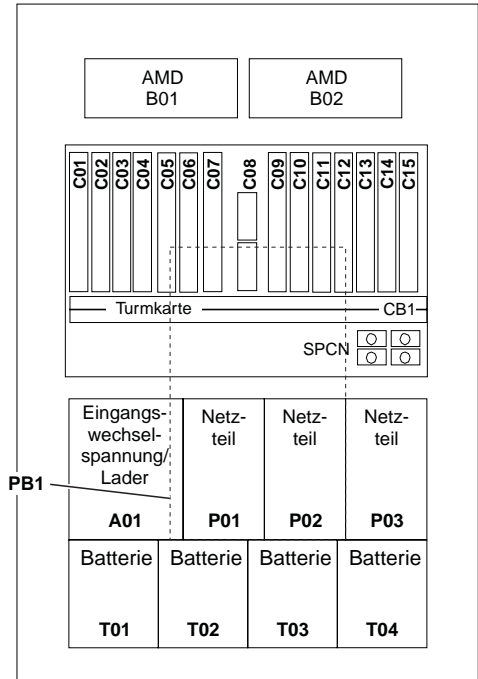 AMD
B01
AMD
B02
C01 C02 C03 C04 C05 C06 C07 C08 C09 C10 C11 C12 C13 C14 C15
Turmkarte
CB1
SPCN
Eingangs-
wechsel-
spannung/
Lader
A01
Netz-
teil
P01
Netz-
teil
P02
Netz-
teil
P03
PB1
Batterie
T01
Batterie
T02
Batterie
T03
Batterie
T04